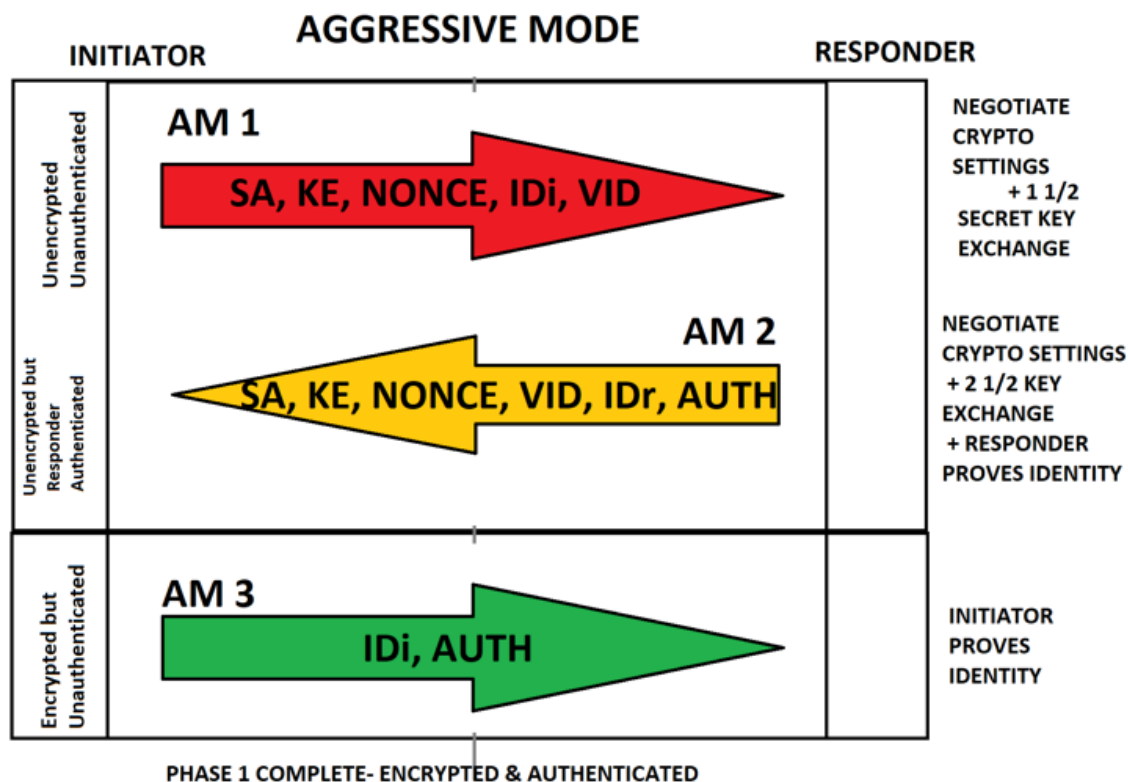 AGGRESSIVE MODE
INITIATOR
RESPONDER
Unencrypted
Unanuthenticated
AM 1
SA, KE, NONCE, IDi, VID
NEGOTIATE
CRYPTO
SETTINGS
+ 1 1/2
SECRET KEY
EXCHANGE
Unencrypted but
Responder
Authenticated
AM 2
SA, KE, NONCE, VID, IDr, AUTH
NEGOTIATE
CRYPTO SETTINGS
+ 2 1/2 KEY
EXCHANGE
+ RESPONDER
PROVES IDENTITY
Encrypted but
Unauthenticated
AM 3
IDi, AUTH
INITIATOR
PROVES
IDENTITY
PHASE 1 COMPLETE- ENCRYPTED & AUTHENTICATED